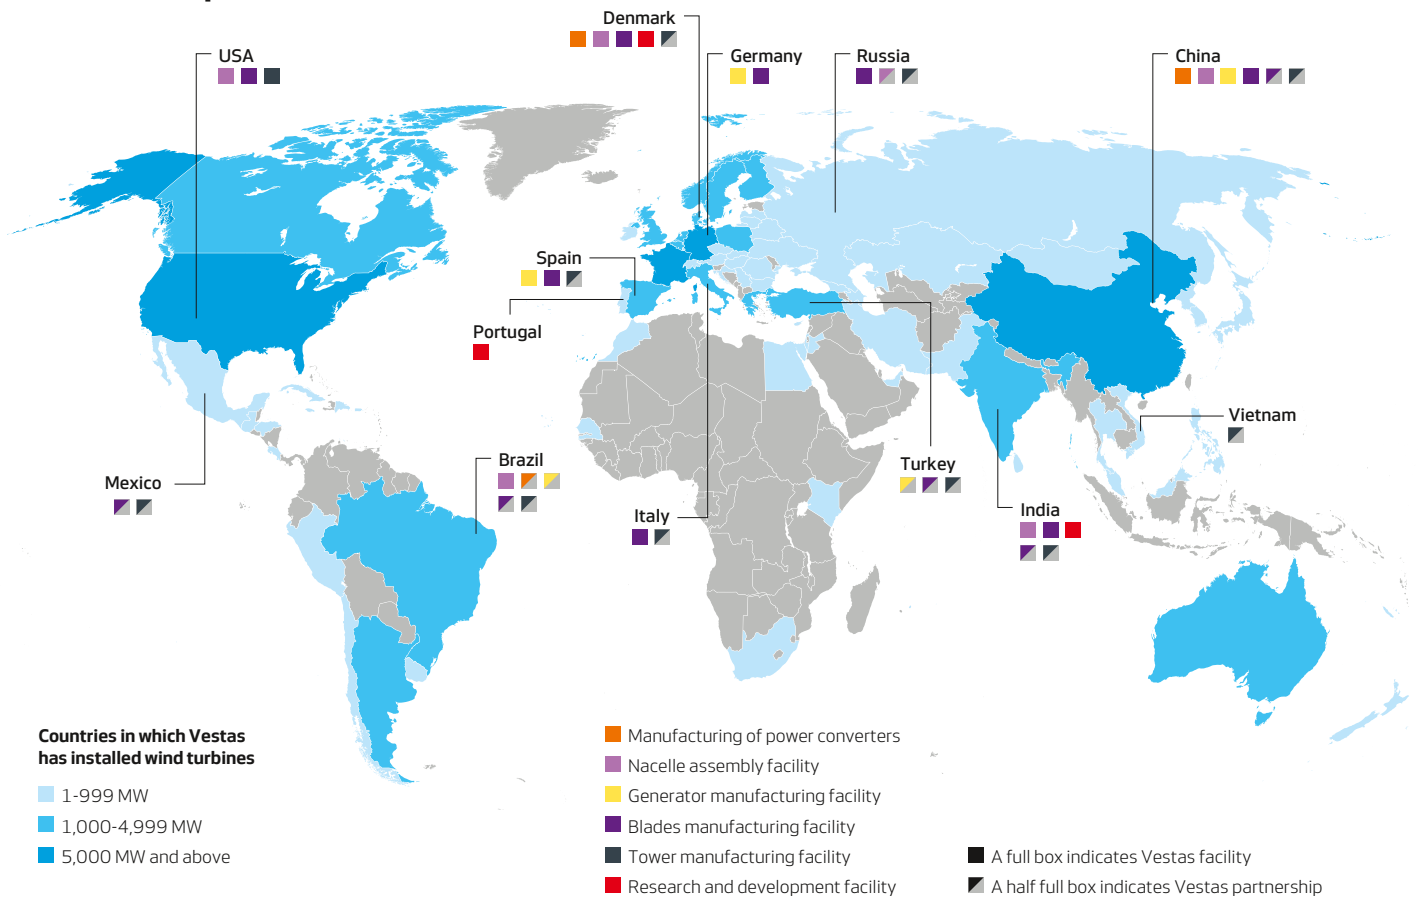 Denmark
USA
Germany
Russia
China
Spain
Portugal
Vietnam
Brazil
Turkey
Mexico
India
Italy
Countries in which Vestas
has installed wind turbines
1-999 MW
1,000-4,999 MW
5,000 MW and above
Manufacturing of power converters
Nacelle assembly facility
Generator manufacturing facility
Blades manufacturing facility
Tower manufacturing facility
Research and development facility
A full box indicates Vestas facility
A half full box indicates Vestas partnership